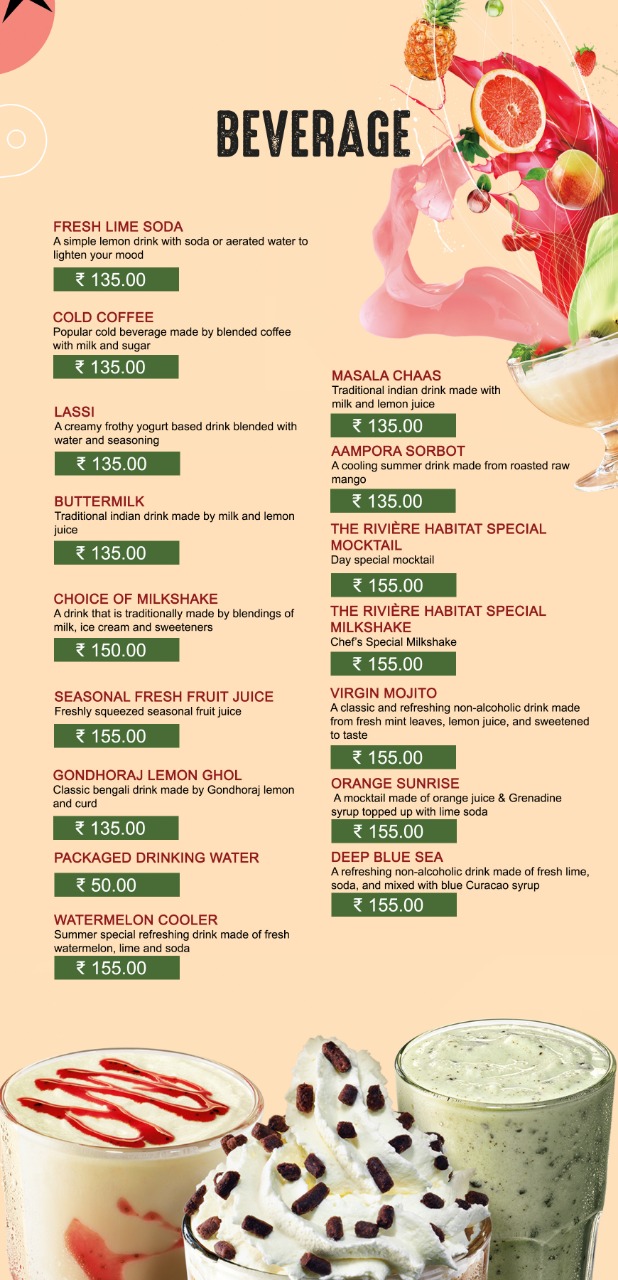 BEVERAGE
FRESH LIME SODA
A simple lemon drink with soda or aerated water to
lighten your mood
₹ 135.00
COLD COFFEE
Popular cold beverage made by blended coffee
with milk and sugar
₹ 135.00
LASSI
A creamy frothy yogurt based drink blended with
water and seasoning
₹ 135.00
BUTTERMILK
Traditional indian drink made by milk and lemon
juice
₹ 135.00
CHOICE OF MILKSHAKE
A drink that is traditionally made by blendings of
milk, ice cream and sweeteners
₹ 150.00
SEASONAL FRESH FRUIT JUICE
Freshly squeezed seasonal fruit juice
₹ 155.00
GONDHORAJ LEMON GHOL
Classic bengali drink made by Gondhoraj lemon
and curd
₹ 135.00
PACKAGED DRINKING WATER
₹ 50.00
WATERMELON COOLER
Summer special refreshing drink made of fresh
watermelon, lime and soda
₹ 155.00
MASALA CHAAS
Traditional indian drink made with
milk and lemon juice
₹ 135.00
AAMPORA SORBOT
A cooling summer drink made from roasted raw
mango
₹ 135.00
THE RIVIÈRE HABITAT SPECIAL
MOCKTAIL
Day special mocktail
₹ 155.00
THE RIVIÈRE HABITAT SPECIAL
MILKSHAKE
Chef's Special Milkshake
₹ 155.00
VIRGIN MOJITO
A classic and refreshing non-alcoholic drink made
from fresh mint leaves, lemon juice, and sweetened
to taste
₹ 155.00
ORANGE SUNRISE
A mocktail made of orange juice & Grenadine
syrup topped up with lime soda
₹ 155.00
DEEP BLUE SEA
A refreshing non-alcoholic drink made of fresh lime,
soda, and mixed with blue Curacao syrup
₹ 155.00